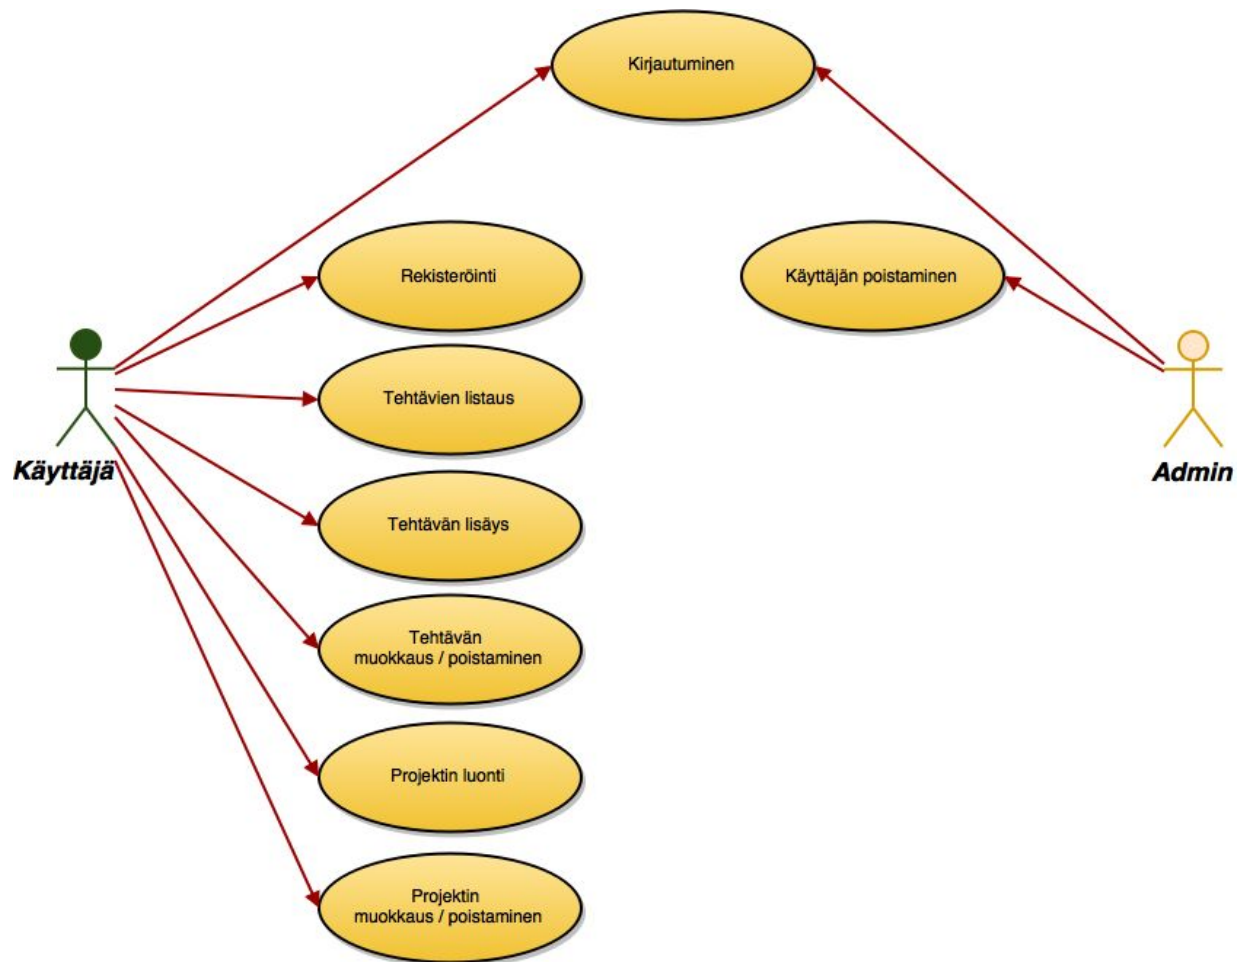 Kirjautuminen
Rekisteröinti
Käyttäjän poistaminen
Tehtävien listaus
Käyttäjä
Admin
Tehtävän lisäys
Tehtävän
muokkaus / poistaminen
Projektin luonti
Projektin
muokkaus / poistaminen